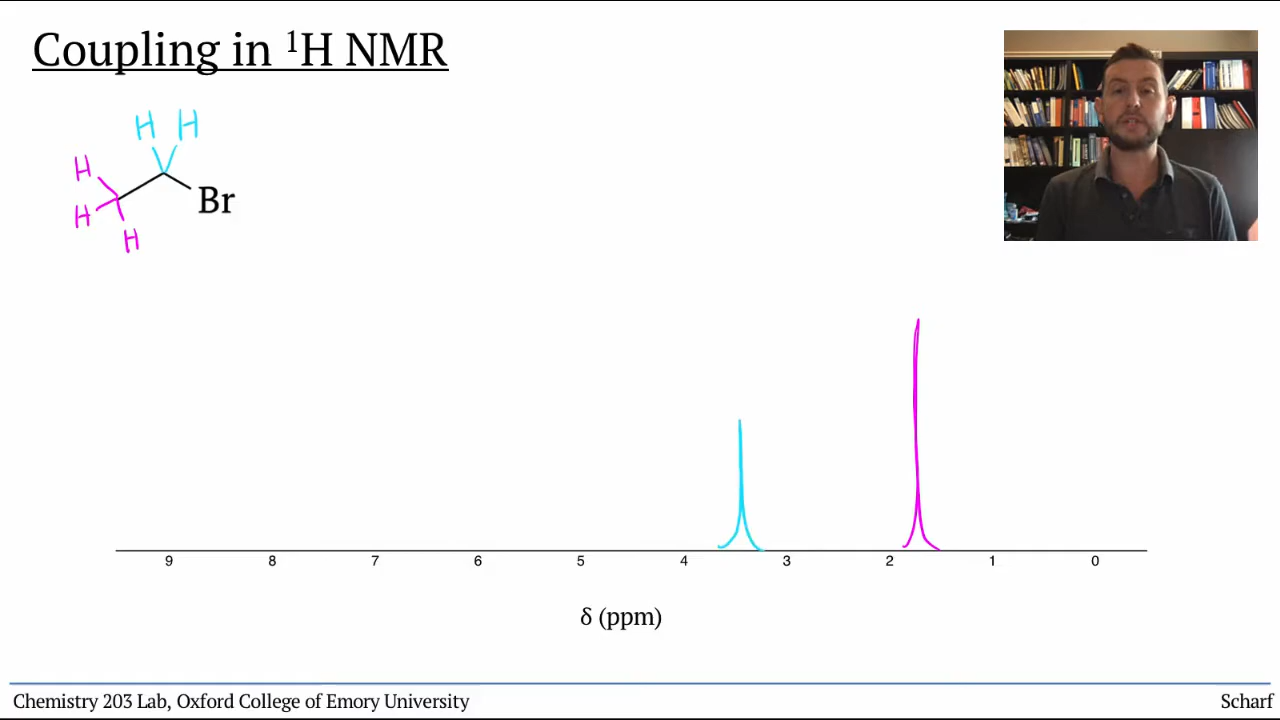 Coupling in ¹H NMR
H H
H
H
H
Br
9 8 7 6 5 4 3 2 1 0
δ (ppm)
Chemistry 203 Lab, Oxford College of Emory University
Scharf